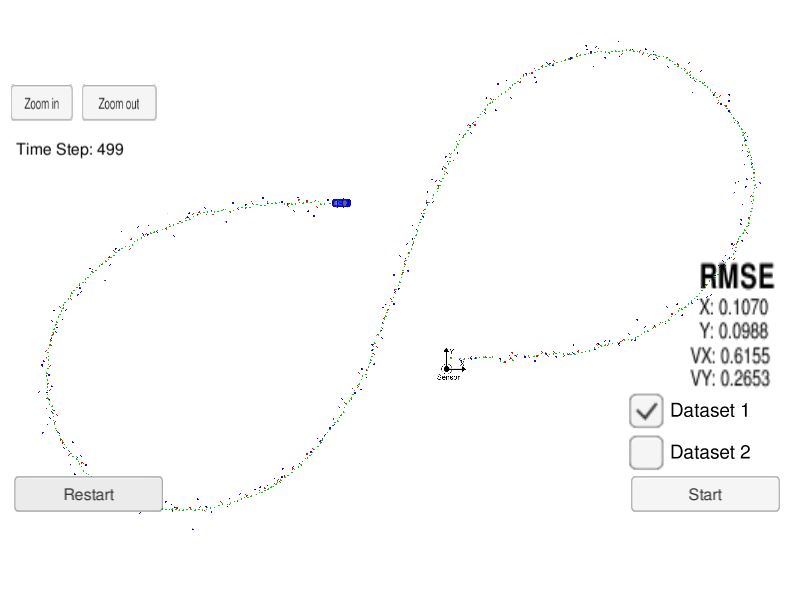 Zoom in
Zoom out
Time Step: 499
RMSE
X: 0.1070
Y: 0.0988
VX: 0.6155
VY: 0.2653
Y
X
Sensor
Dataset 1
Dataset 2
Restart
Start